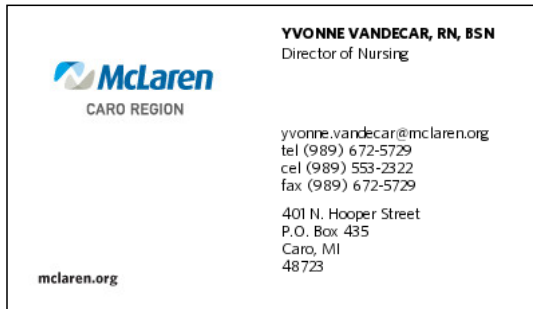 McLaren
CARO REGION
mclaren.org
YVONNE VANDECAR, RN, BSN
Director of Nursing
yvonne.vandecar@mclaren.org
tel (989) 672-5729
cel (989) 553-2322
fax (989) 672-5729
401 N. Hooper Street
P.O. Box 435
Caro, MI
48723